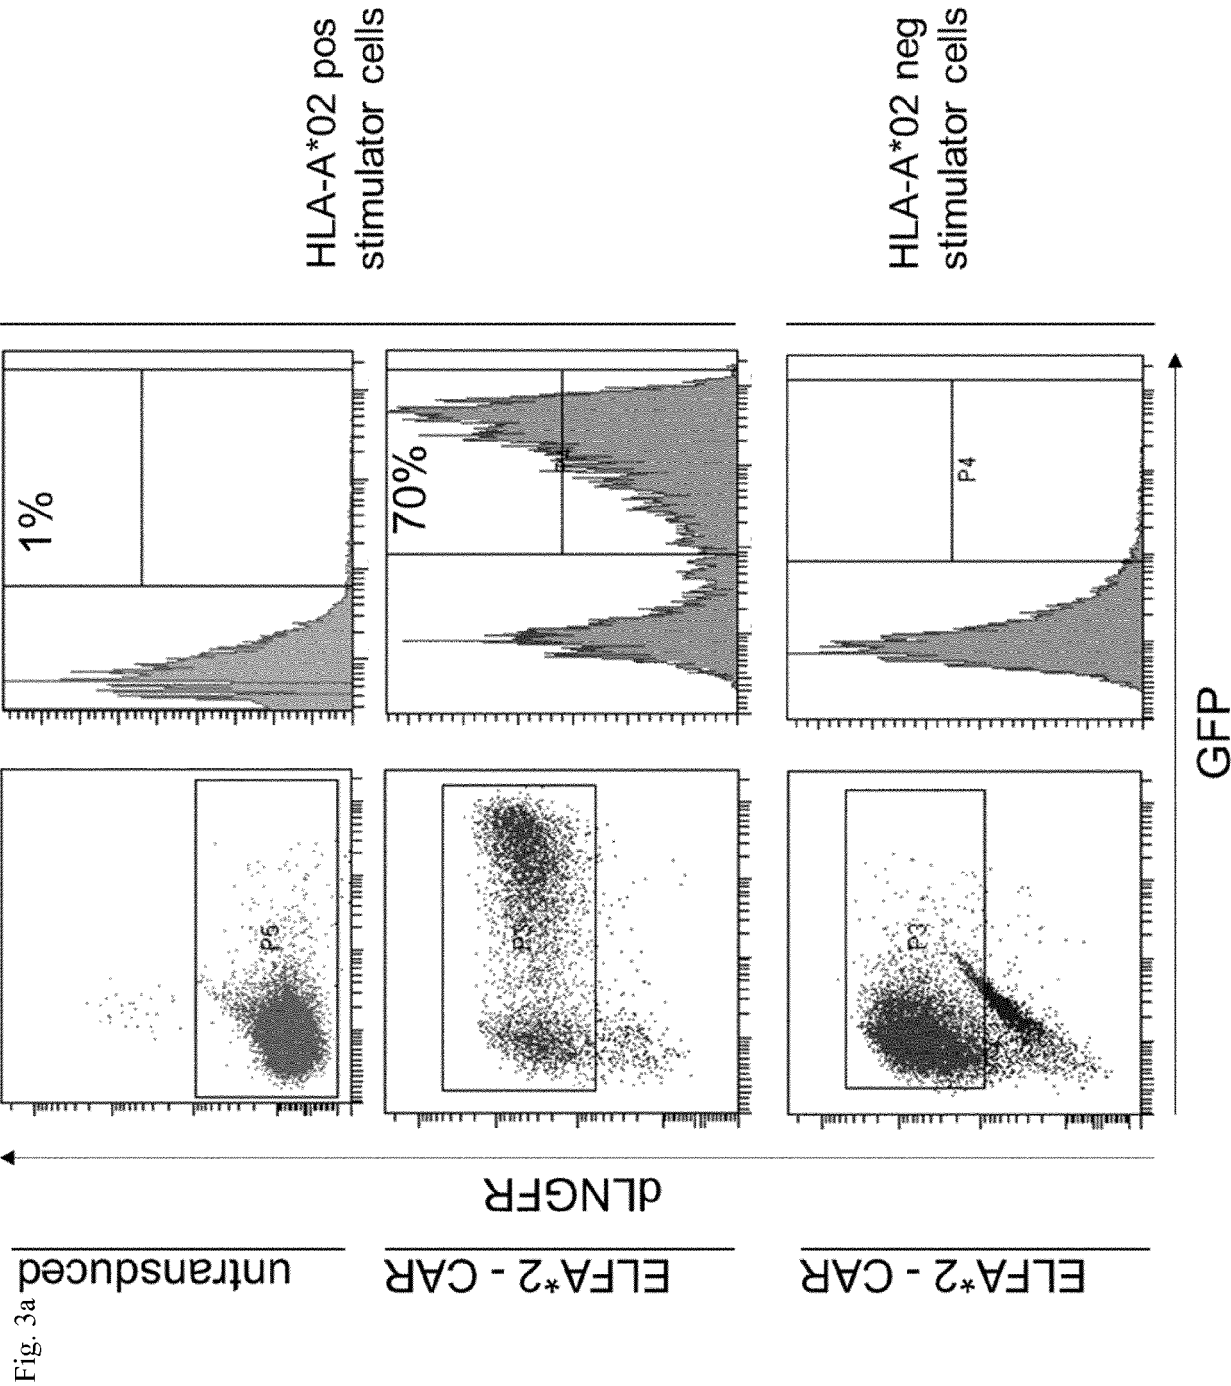 Fig. 3a
untransduced
ELFA*2 - CAR
ELFA*2 - CAR
dLNGFR
P5
1%
HLA-A*02 pos
stimulator cells
P3
70%
P3
P4
HLA-A*02 neg
stimulator cells
GFP